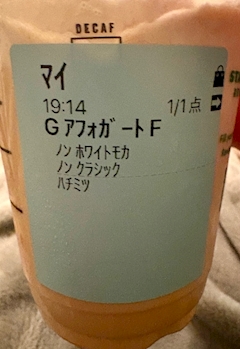 DECAF
マイ
19:14 1/1点
G アフォガートF
ノン ホワイトモカ
ノン クラシック
ハチミツ